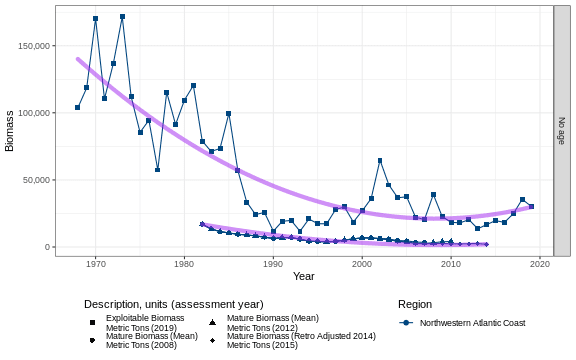 150,000
100,000
50,000
0
Biomass
1970
1980
1990
2000
2010
2020
Year
No age
Description, units (assessment year)
Exploitable Biomass
Metric Tons (2019)
Mature Biomass (Mean)
Metric Tons (2008)
Mature Biomass (Mean)
Metric Tons (2012)
Mature Biomass (Retro Adjusted 2014)
Metric Tons (2015)
Region
Northwestern Atlantic Coast